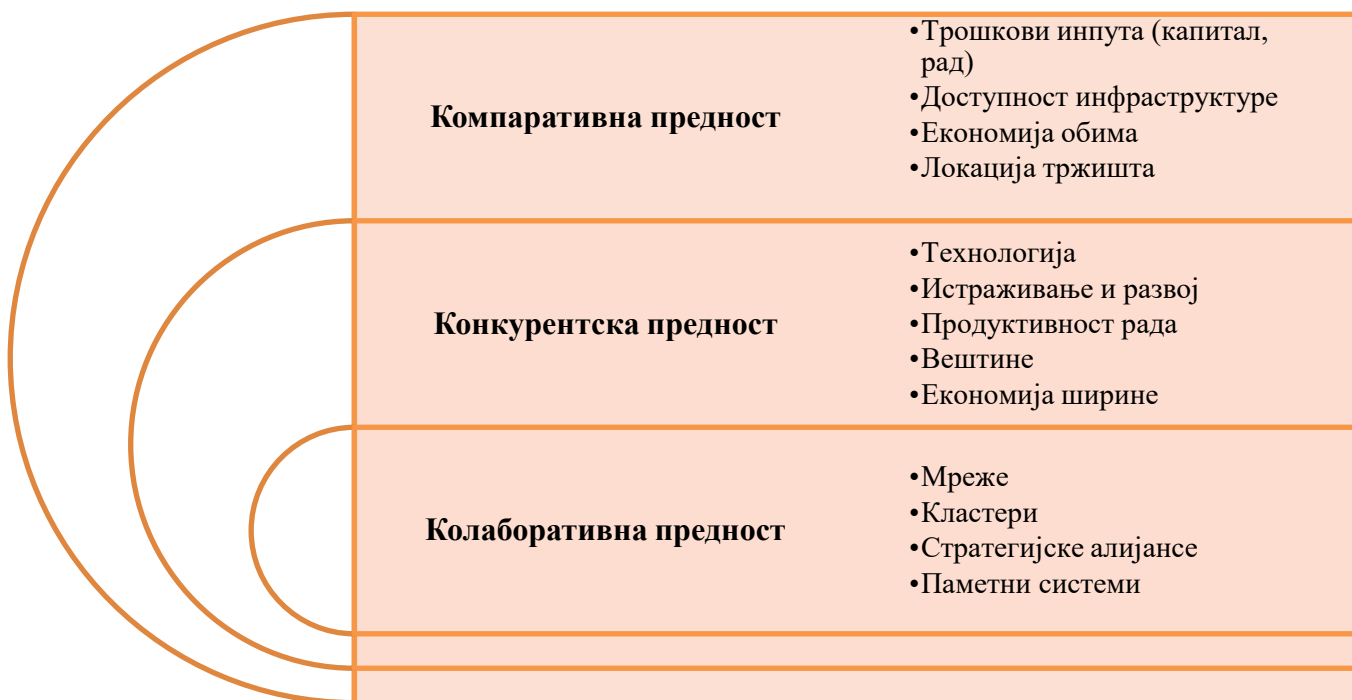 Компаративна предност
•Трошкови инпута (капитал,
рад)
•Доступност инфраструктуре
•Економија обима
•Локација тржишта
Конкурентска предност
•Технологија
•Истраживање и развој
•Продуктивност рада
•Вештине
•Економија ширине
Колаборативна предност
•Мреже
•Кластери
•Стратегијске алијансе
•Паметни системи